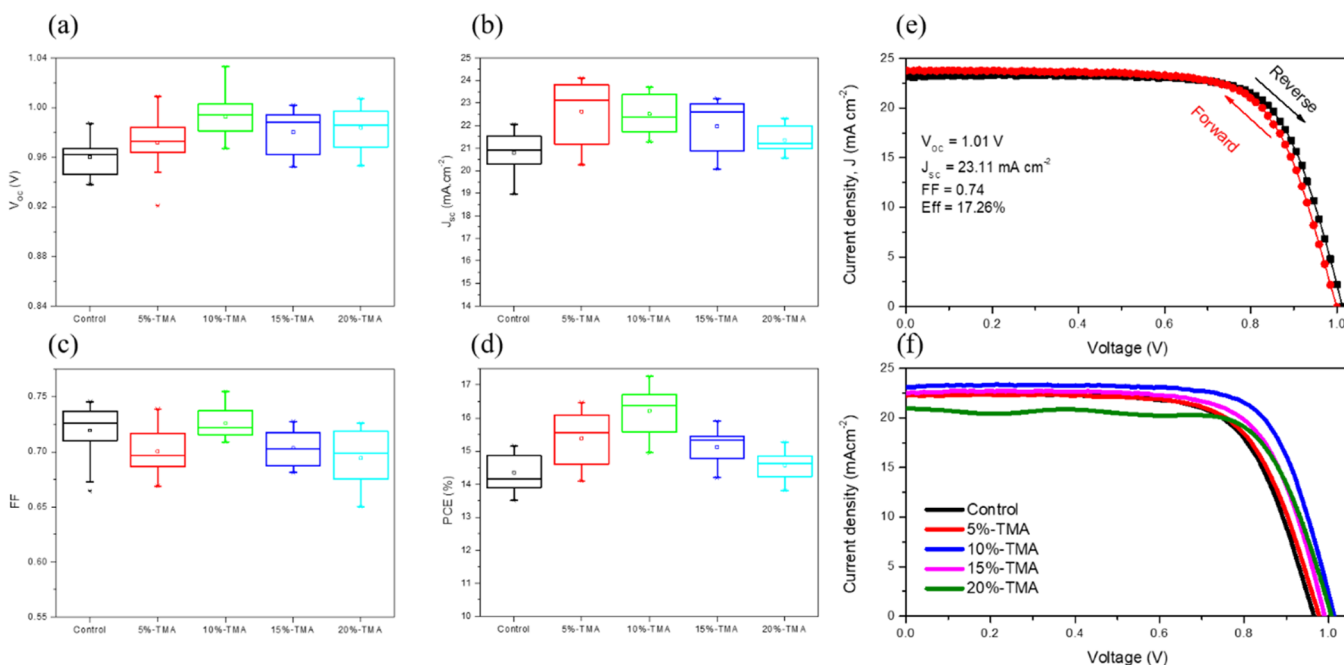 (a)
1.04
1.00
0.96
0.92
0.88
0.84
V_oc (V)
Control 5%-TMA 10%-TMA 15%-TMA 20%-TMA
(b)
25
24
23
22
21
20
19
18
17
16
15
14
J_sc (mA.cm-2)
Control 5%-TMA 10%-TMA 15%-TMA 20%-TMA
(e)
25
20
15
10
5
0
Current density, J (mA cm-2)
Reverse
Forward
V_oc = 1.01 V
J_sc = 23.11 mA cm-2
FF = 0.74
Eff = 17.26%
0.0 0.2 0.4 0.6 0.8 1.0
Voltage (V)
(c)
0.75
0.70
0.65
0.60
0.55
FF
Control 5%-TMA 10%-TMA 15%-TMA 20%-TMA
(d)
17
16
15
14
13
12
11
10
PCE (%)
Control 5%-TMA 10%-TMA 15%-TMA 20%-TMA
(f)
25
20
15
10
5
0
Current density (mAcm-2)
Control
5%-TMA
10%-TMA
15%-TMA
20%-TMA
0.0 0.2 0.4 0.6 0.8 1.0
Voltage (V)